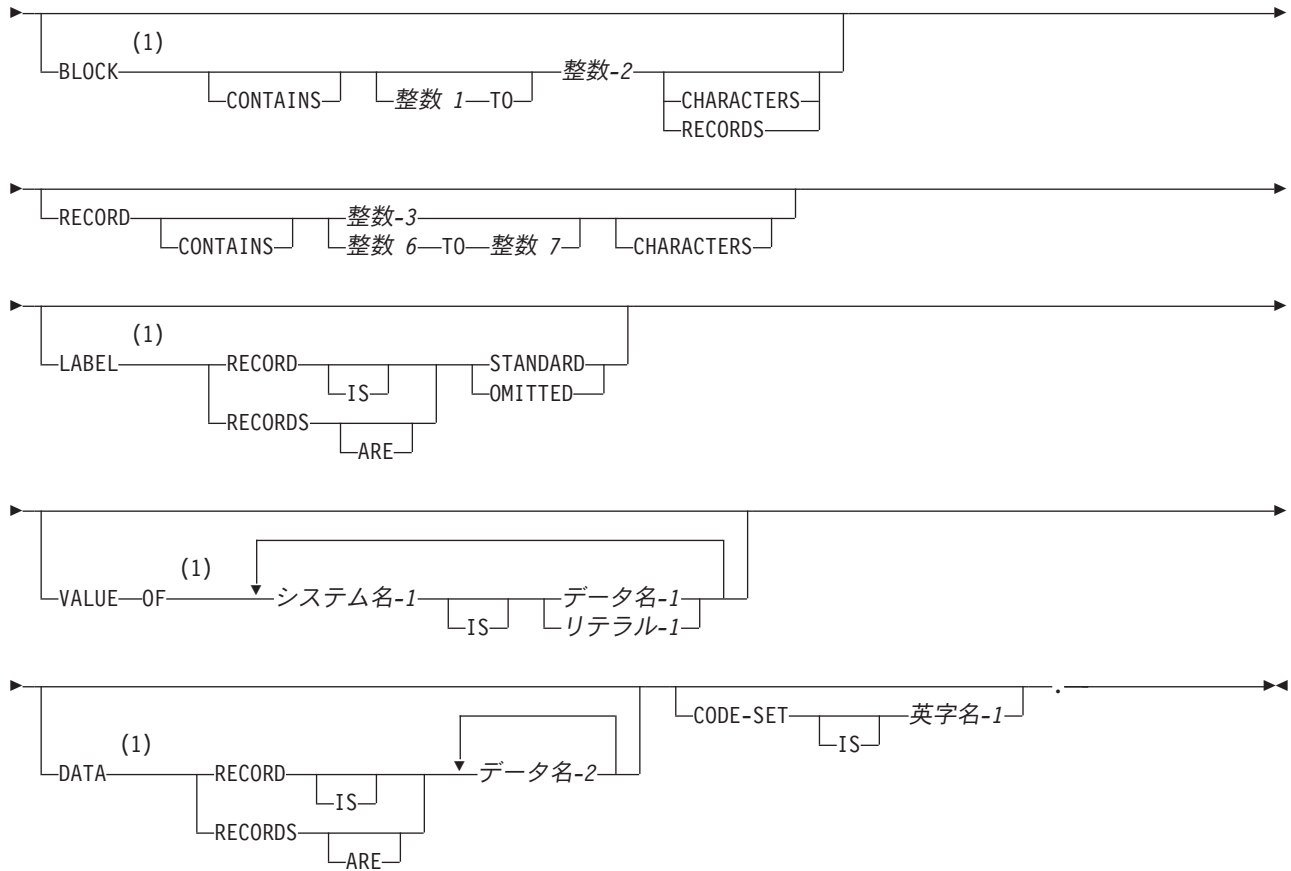 (1)
BLOCK 整数-2
CONTAINS 整数 1 TO CHARACTERS
RECORDS
RECORD 整数-3
CONTAINS 整数 6 TO 整数 7 CHARACTERS
(1)
LABEL RECORD STANDARD
IS OMITTED
RECORDS
ARE
(1)
VALUE OF システム名-1 データ名-1
IS リテラル-1
CODE-SET 英字名-1 .
IS
(1)
DATA RECORD データ名-2
IS
RECORDS
ARE